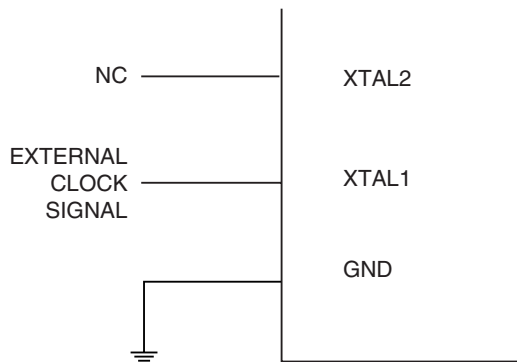 NC
XTAL2
EXTERNAL
CLOCK
SIGNAL
XTAL1
GND